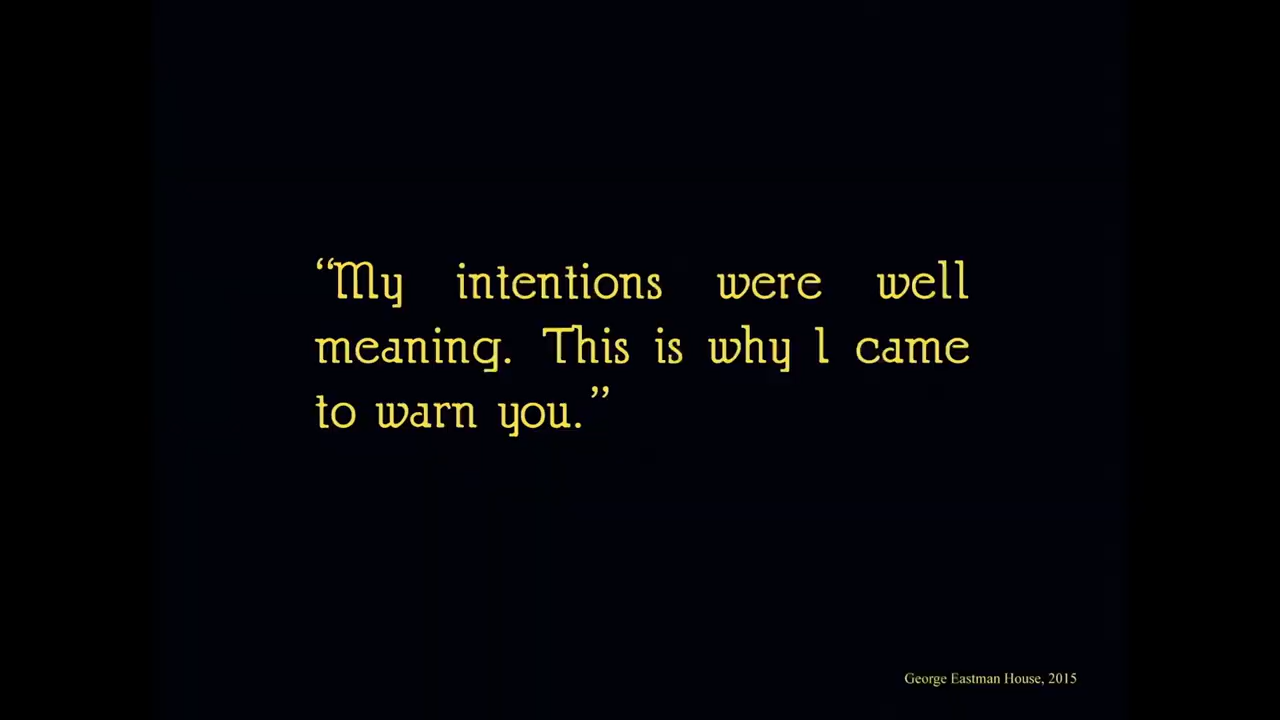 “My intentions were well
meaning. This is why I came
to warn you.”
George Eastman House, 2015